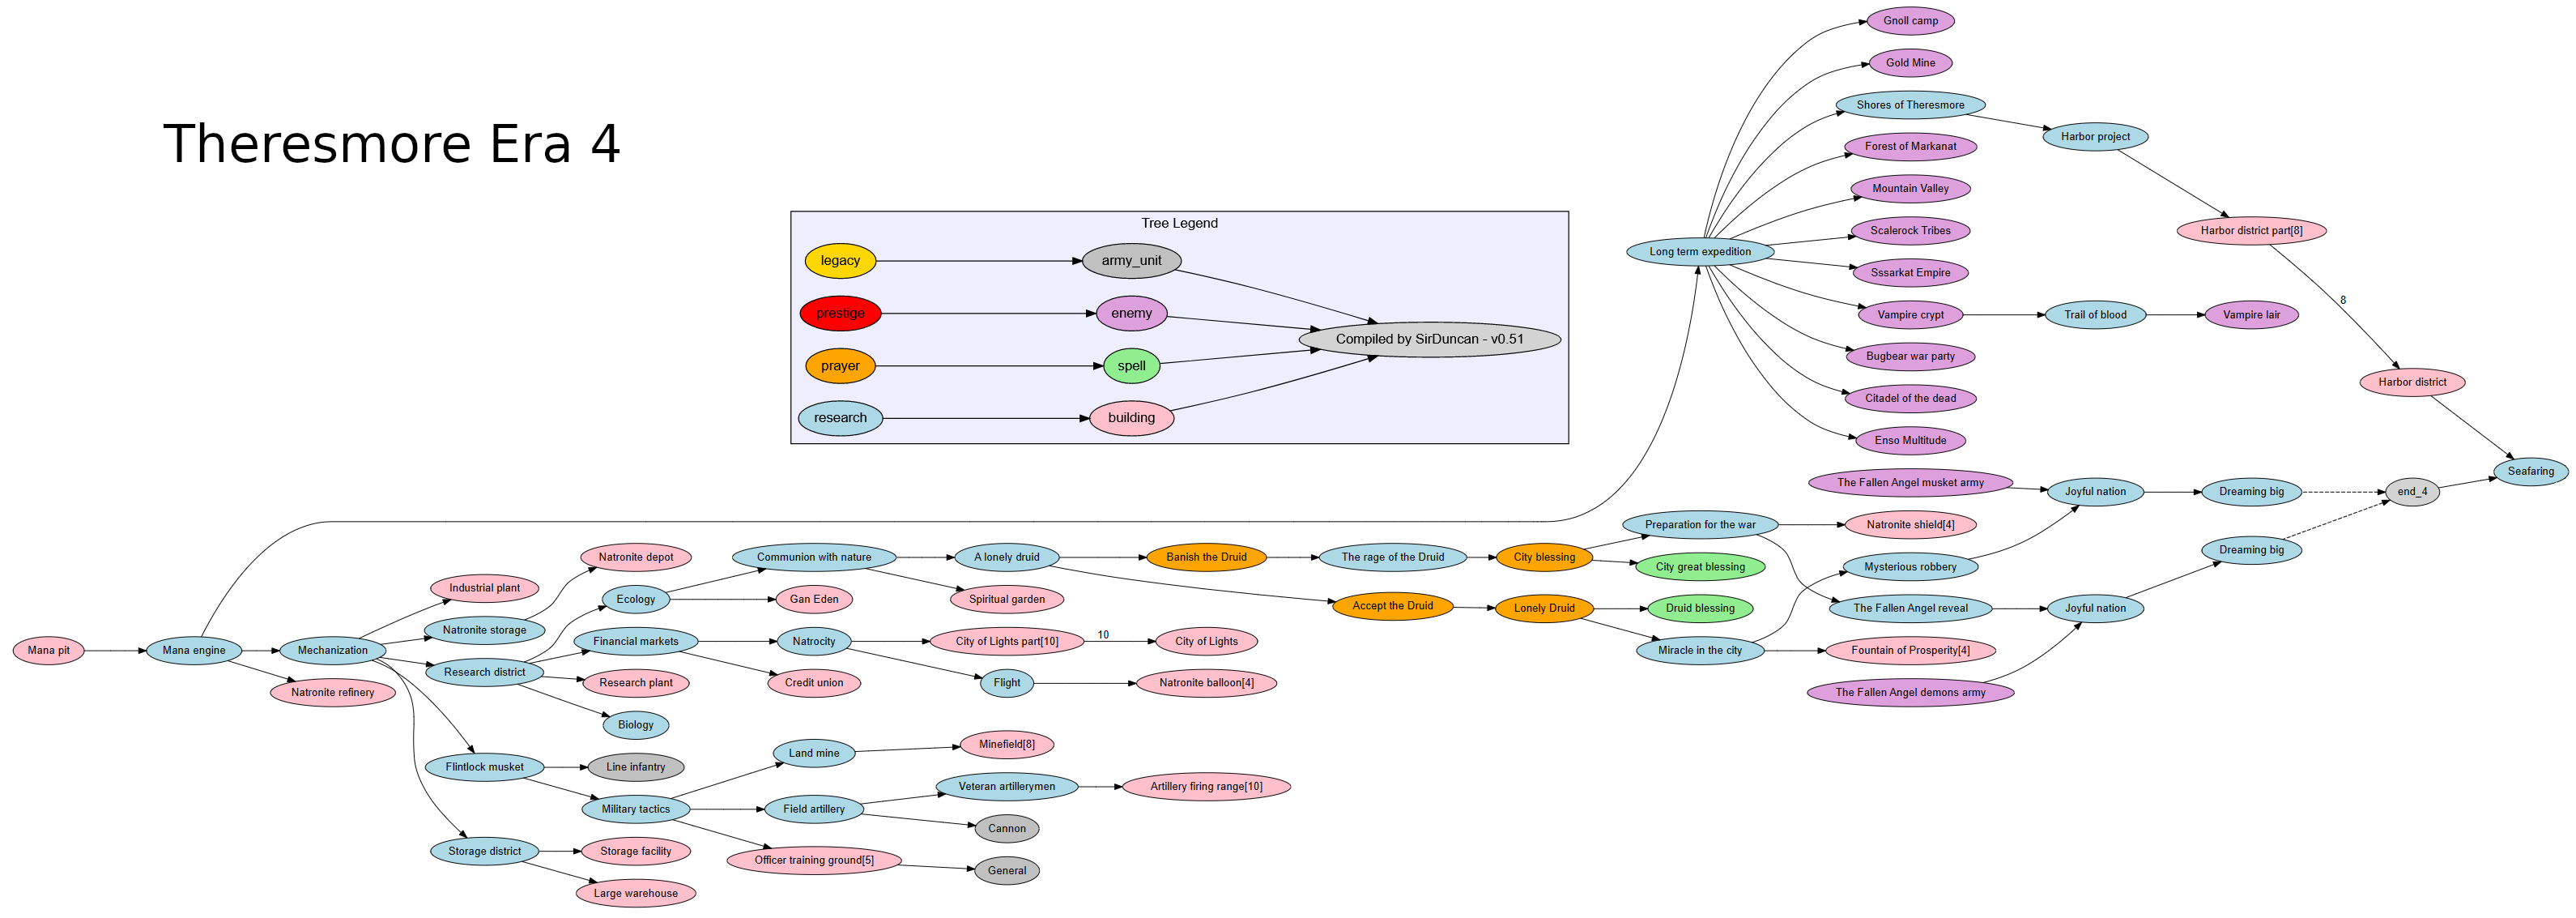 Theresmore Era 4
Tree Legend
legacy
army_unit
prestige
enemy
Compiled by SirDuncan - v0.51
prayer
spell
research
building
Gnoll camp
Gold Mine
Shores of Theresmore
Harbor project
Forest of Markanat
Mountain Valley
Scalerock Tribes
Harbor district part[8]
Long term expedition
Sssarkat Empire
8
Vampire crypt
Trail of blood
Vampire lair
Bugbear war party
Harbor district
Citadel of the dead
Enso Multitude
Seafaring
The Fallen Angel musket army
Joyful nation
Dreaming big
end_4
Preparation for the war
Natronite shield[4]
Dreaming big
Natronite depot
Communion with nature
A lonely druid
Banish the Druid
The rage of the Druid
City blessing
City great blessing
Mysterious robbery
Industrial plant
Ecology
Gan Eden
Spiritual garden
Accept the Druid
Lonely Druid
Druid blessing
The Fallen Angel reveal
Joyful nation
Natronite storage
Financial markets
Natrocity
City of Lights part[10]
10
City of Lights
Mana pit
Mana engine
Mechanization
Miracle in the city
Fountain of Prosperity[4]
Research district
Research plant
Credit union
Flight
Natronite balloon[4]
Natronite refinery
The Fallen Angel demons army
Biology
Flintlock musket
Line infantry
Land mine
Minefield[8]
Military tactics
Field artillery
Veteran artillerymen
Artillery firing range[10]
Cannon
Storage district
Storage facility
Officer training ground[5]
General
Large warehouse